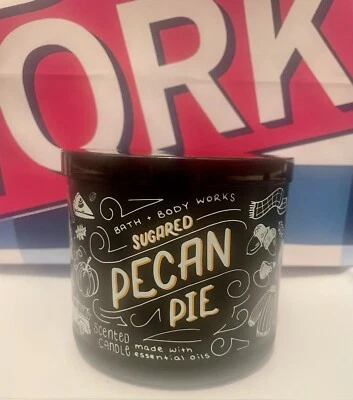 ORK
BATH + BODY WORKS
SUGARED
PECAN
PIE
SCENTED
CANDLE
made with
essential oils